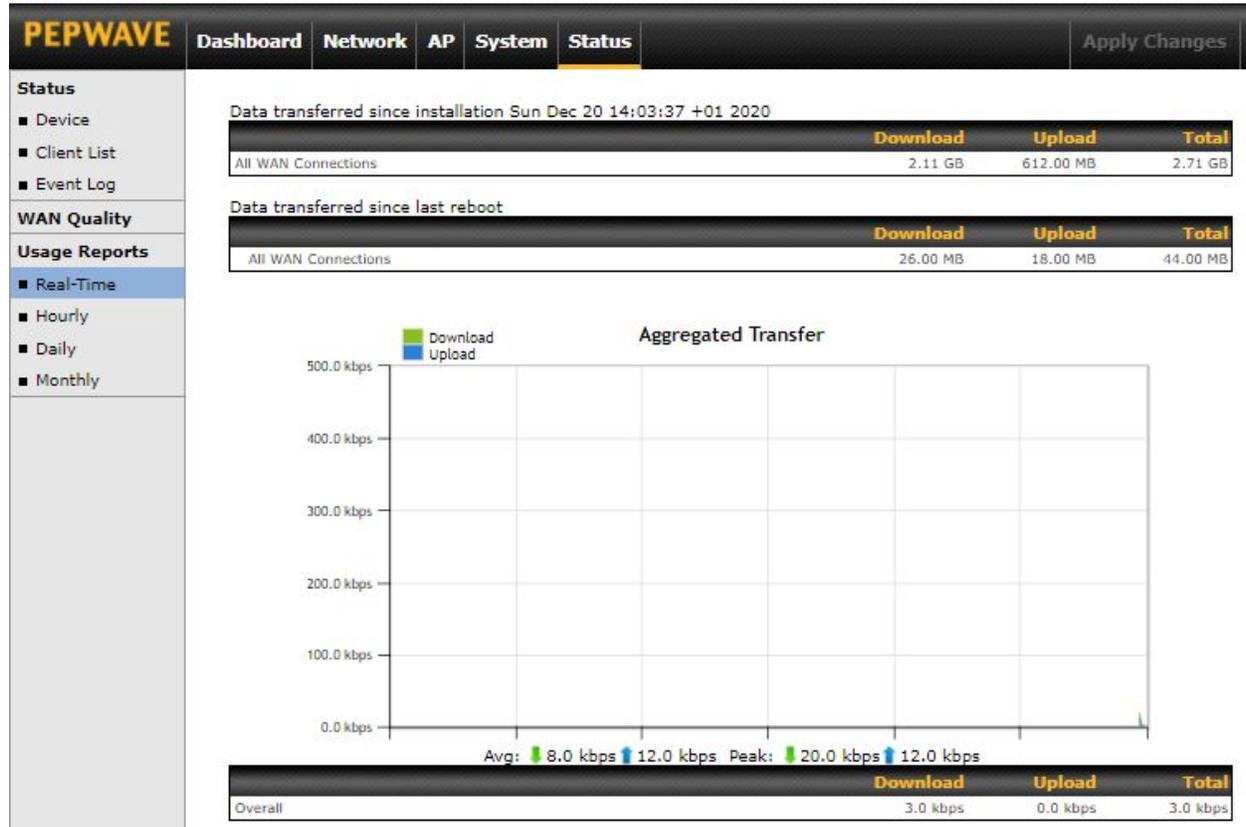 PEPWAVE Dashboard Network AP System Status Apply Changes
Status
Device
Client List
Event Log
WAN Quality
Usage Reports
Real-Time
Hourly
Daily
Monthly
Data transferred since installation Sun Dec 20 14:03:37 +01 2020
Download Upload Total
All WAN Connections 2.11 GB 612.00 MB 2.71 GB
Data transferred since last reboot
Download Upload Total
All WAN Connections 26.00 MB 18.00 MB 44.00 MB
Aggregated Transfer
Download
Upload
500.0 kbps
400.0 kbps
300.0 kbps
200.0 kbps
100.0 kbps
0.0 kbps
Avg: 8.0 kbps 12.0 kbps Peak: 20.0 kbps 12.0 kbps
Download Upload Total
Overall 3.0 kbps 0.0 kbps 3.0 kbps